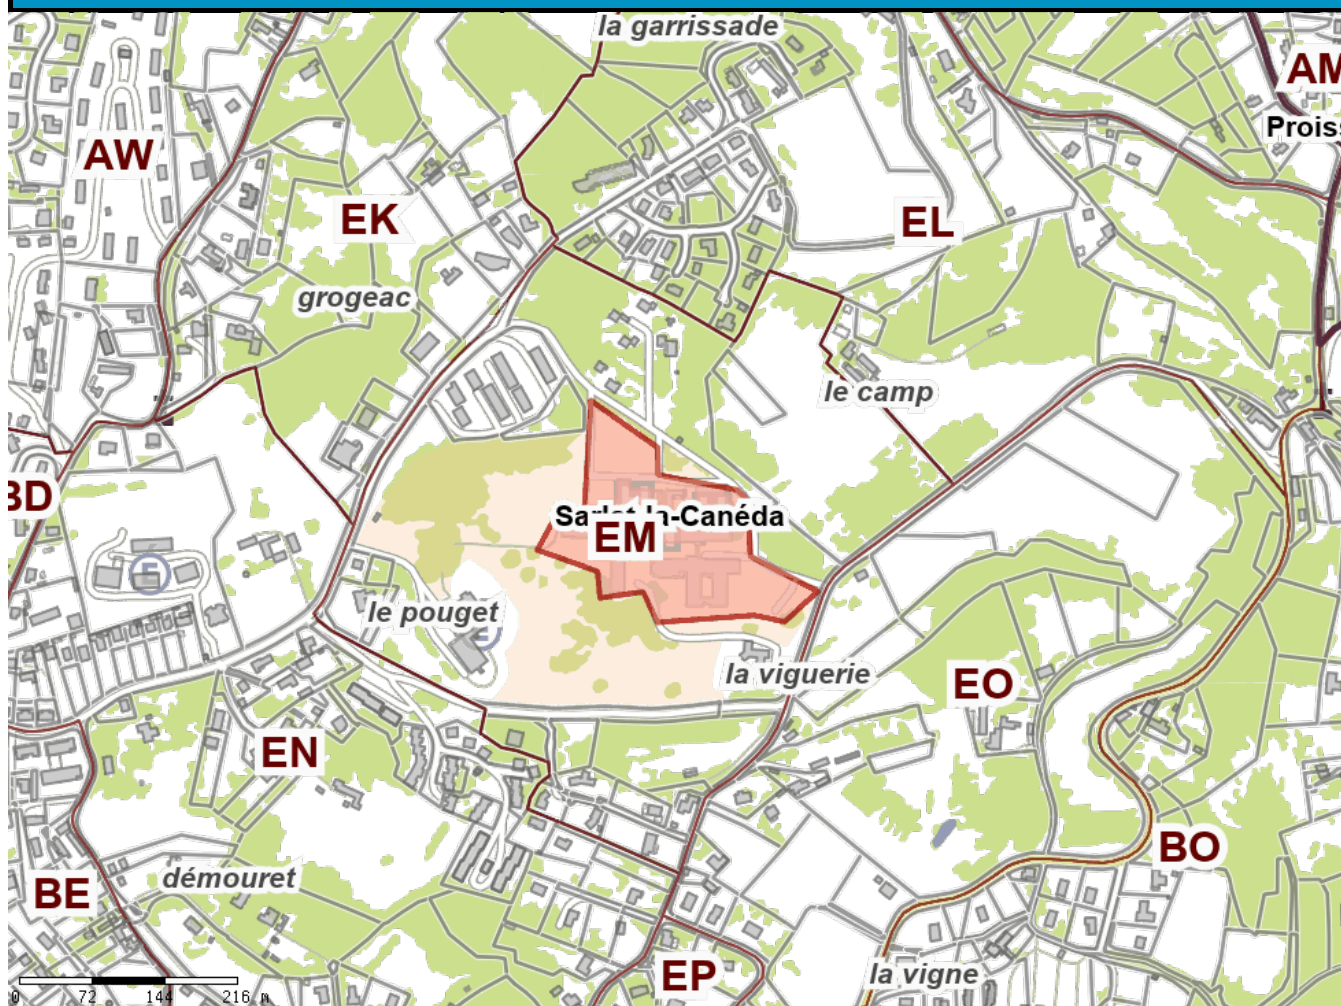 la garrissade
AM
Proiss
AW
EK
EL
grogeac
le camp
BD
Sarlat-la-Canéda
EM
le pouget
la viguerie
EO
EN
BO
démouret
BE
EP
la vigne
0 72 144 216 m